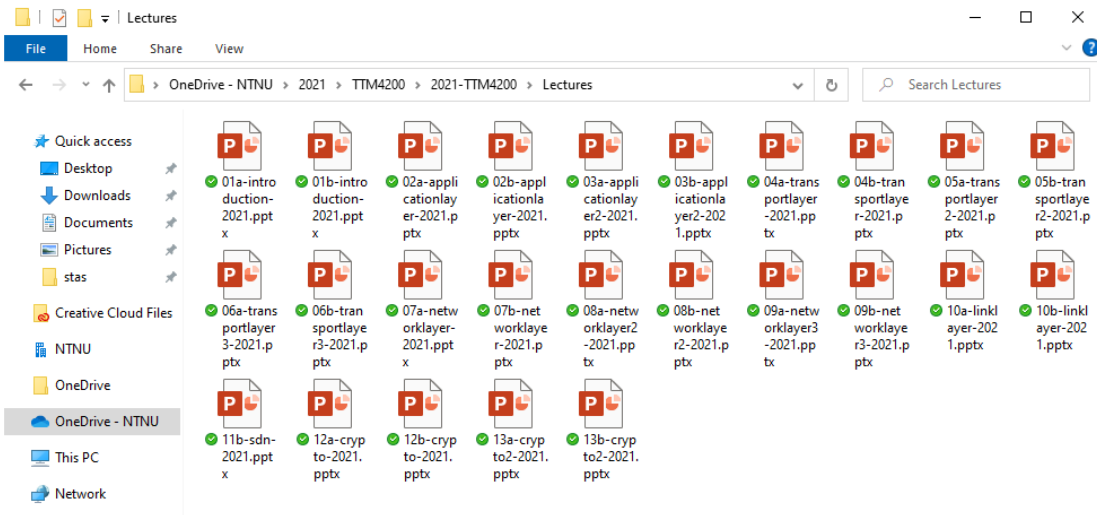 Lectures
File Home Share View
OneDrive - NTNU > 2021 > TTM4200 > 2021-TTM4200 > Lectures
Search Lectures
Quick access
Desktop
Downloads
Documents
Pictures
stas
Creative Cloud Files
NTNU
OneDrive
OneDrive - NTNU
This PC
Network
01a-intro
duction-
2021.ppt
x
01b-intro
duction-
2021.ppt
x
02a-appli
cationlay
er-2021.p
ptx
02b-appl
icationla
yer-2021.
pptx
03a-appli
cationlay
er2-2021.
pptx
03b-appl
icationla
yer2-202
1.pptx
04a-trans
portlayer
-2021.pp
tx
04b-tran
sportlaye
r-2021.p
ptx
05a-trans
portlayer
2-2021.p
ptx
05b-tran
sportlaye
r2-2021.p
ptx
06a-trans
portlayer
3-2021.p
ptx
06b-tran
sportlaye
r3-2021.p
ptx
07a-netw
orklayer-
2021.ppt
x
07b-net
worklaye
r-2021.p
ptx
08a-netw
orklayer2
-2021.pp
tx
08b-net
worklaye
r2-2021.p
ptx
09a-netw
orklayer3
-2021.pp
tx
09b-net
worklaye
r3-2021.p
ptx
10a-linkl
ayer-202
1.pptx
10b-linkl
ayer-202
1.pptx
11b-sdn-
2021.ppt
x
12a-cryp
to-2021.
pptx
12b-cryp
to-2021.
pptx
13a-cryp
to2-2021.
pptx
13b-cryp
to2-2021.
pptx